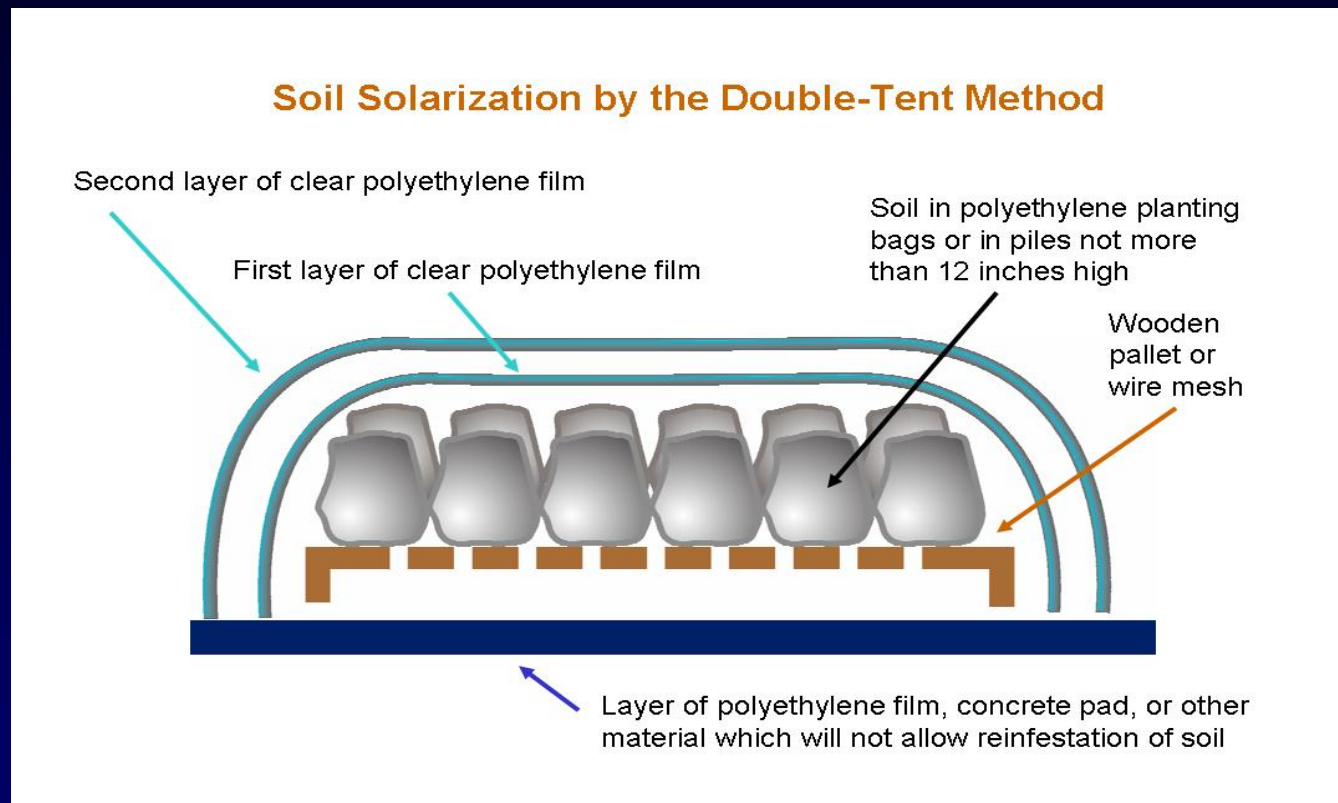 Soil Solarization by the Double-Tent Method
Second layer of clear polyethylene film
First layer of clear polyethylene film
Soil in polyethylene planting
bags or in piles not more
than 12 inches high
Wooden
pallet or
wire mesh
Layer of polyethylene film, concrete pad, or other
material which will not allow reinfestation of soil